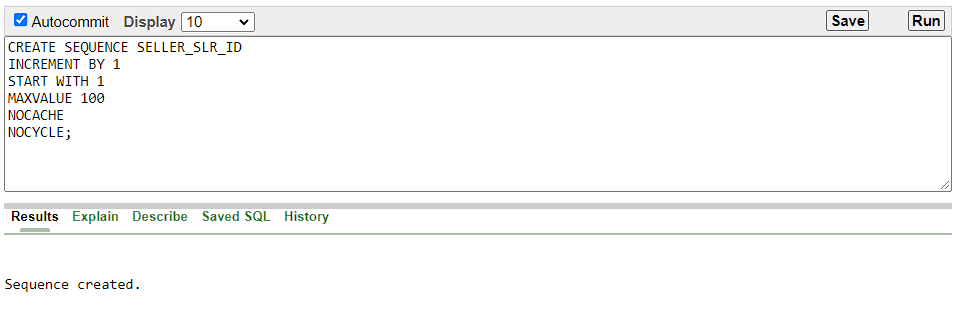 Autocommit Display 10 Save Run
CREATE SEQUENCE SELLER_SLR_ID
INCREMENT BY 1
START WITH 1
MAXVALUE 100
NOCACHE
NOCYCLE;
Results Explain Describe Saved SQL History
Sequence created.